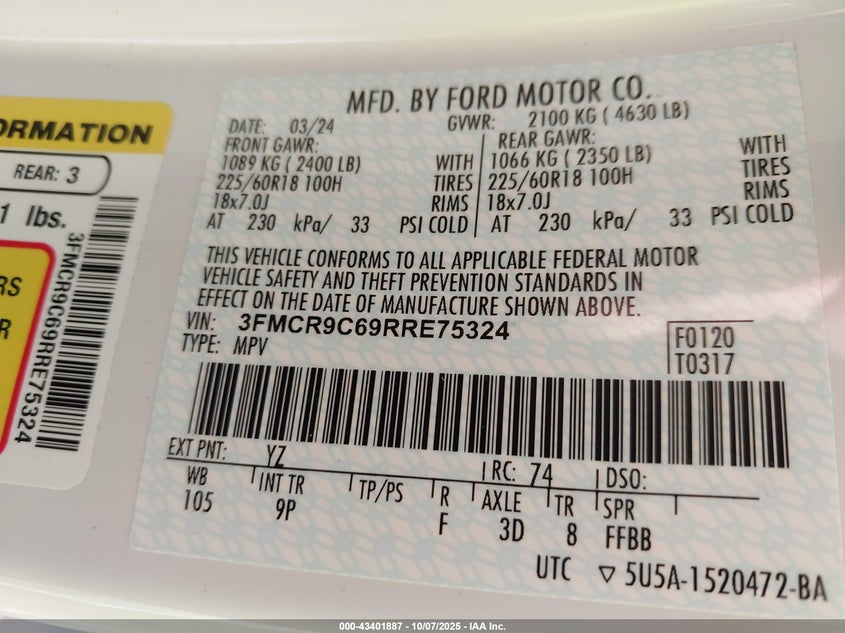 ORMATION
REAR: 3
1 lbs.
RS
R
3FMCR9C69RRE75324
MFD. BY FORD MOTOR CO.
DATE: 03/24 GVWR: 2100 KG ( 4630 LB)
FRONT GAWR: REAR GAWR:
1089 KG ( 2400 LB) WITH 1066 KG ( 2350 LB) WITH
225/60R18 100H TIRES 225/60R18 100H TIRES
18x7.0J RIMS 18x7.0J RIMS
AT 230 kPa/ 33 PSI COLD AT 230 kPa/ 33 PSI COLD
THIS VEHICLE CONFORMS TO ALL APPLICABLE FEDERAL MOTOR
VEHICLE SAFETY AND THEFT PREVENTION STANDARDS IN
EFFECT ON THE DATE OF MANUFACTURE SHOWN ABOVE.
VIN: 3FMCR9C69RRE75324
TYPE: MPV
F0120
T0317
EXT PNT: YZ RC: 74 DSO:
WB INT TR TP/PS R AXLE TR SPR
105 9P F 3D 8 FFBB
UTC ▽ 5U5A-1520472-BA
000-43401887 - 10/07/2025 - IAA Inc.